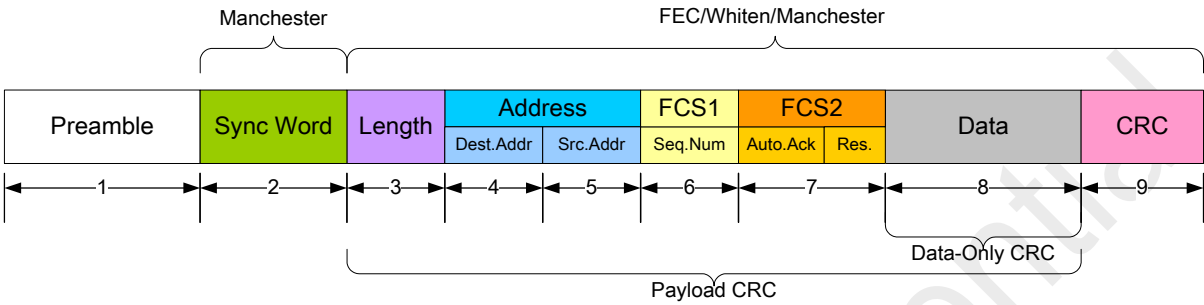 Manchester
FEC/Whiten/Manchester
Preamble
Sync Word
Length
Address
Dest.Addr
Src.Addr
FCS1
Seq.Num
FCS2
Auto.Ack
Res.
Data
CRC
1
2
3
4
5
6
7
8
9
Data-Only CRC
Payload CRC